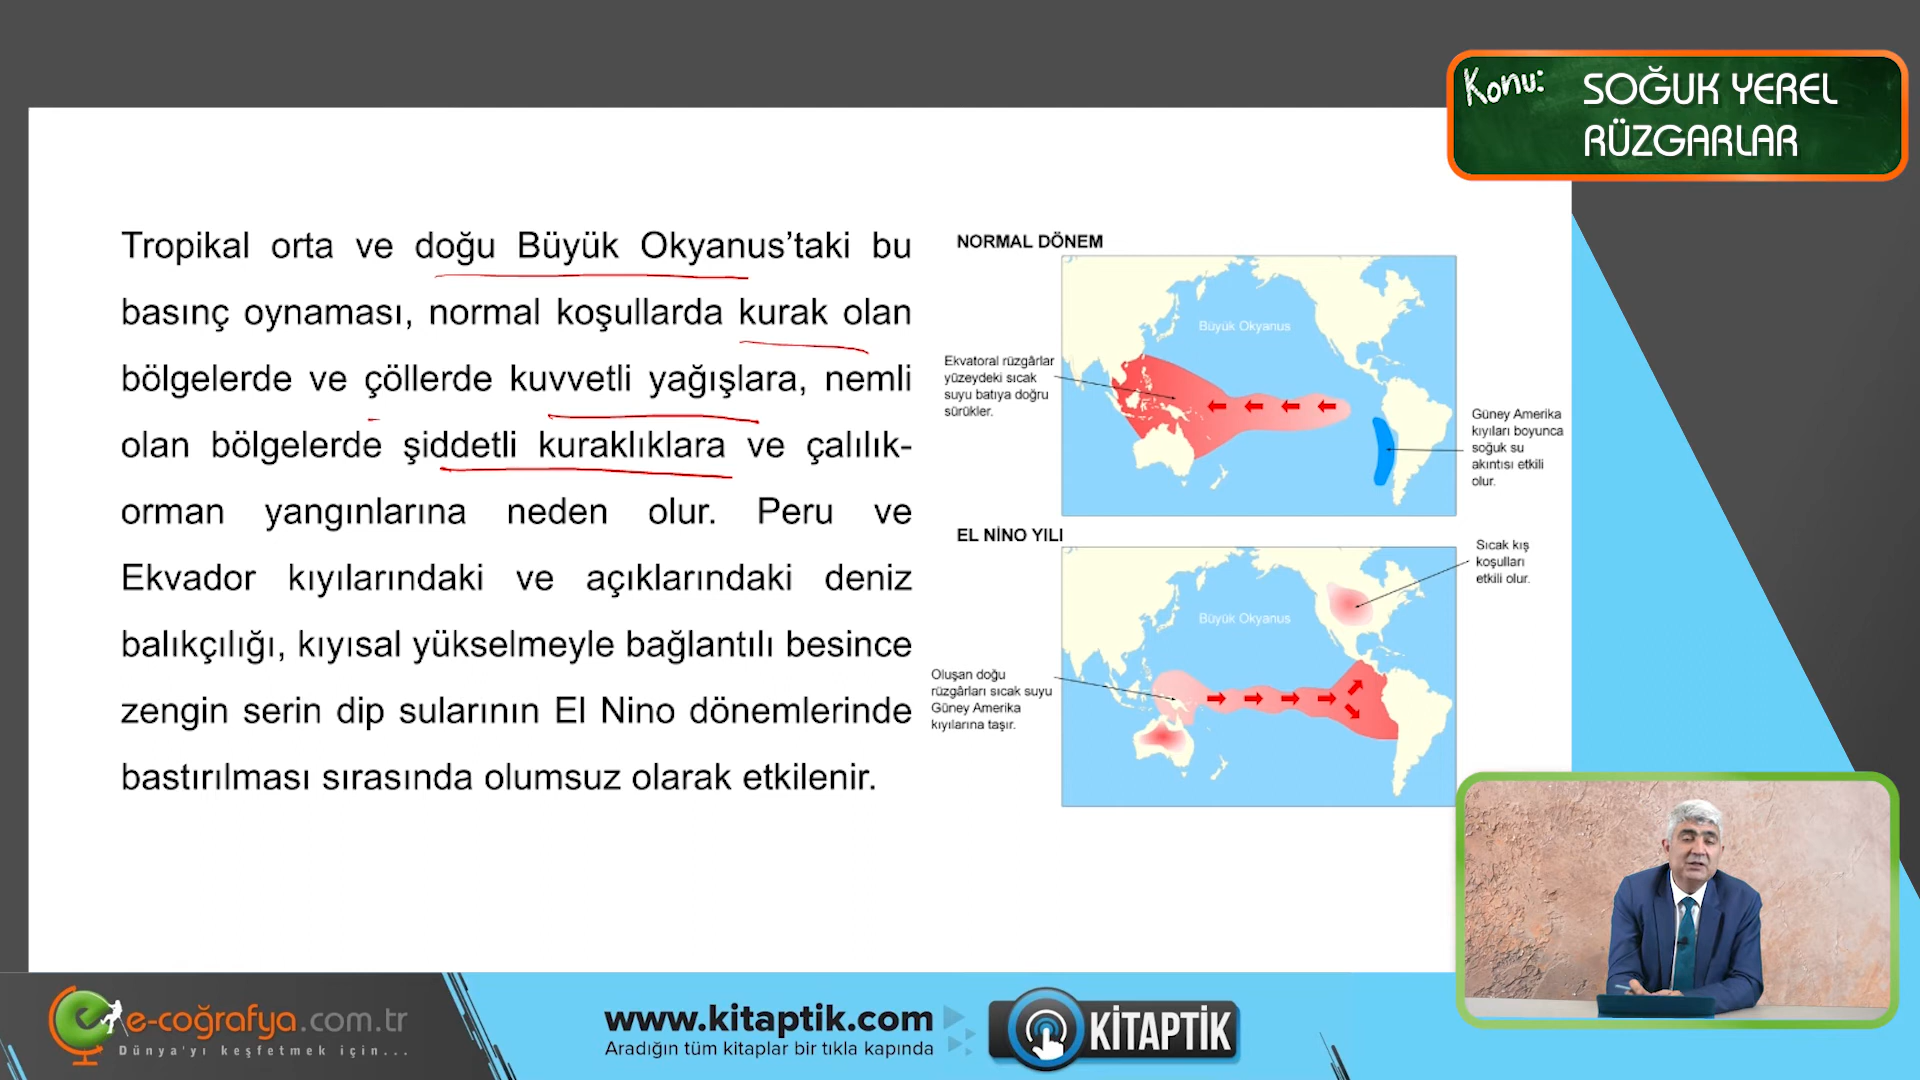 Konu: SOĞUK YEREL
RÜZGARLAR
Tropikal orta ve doğu Büyük Okyanus’taki bu
basınç oynaması, normal koşullarda kurak olan
bölgelerde ve çöllerde kuvvetli yağışlara, nemli
olan bölgelerde şiddetli kuraklıklara ve çalılık-
orman yangınlarına neden olur. Peru ve
Ekvador kıyılarındaki ve açıklarındaki deniz
balıkçılığı, kıyısal yükselmeyle bağlantılı besince
zengin serin dip sularının El Nino dönemlerinde
bastırılması sırasında olumsuz olarak etkilenir.
NORMAL DÖNEM
Büyük Okyanus
Ekvatoral rüzgârlar
yüzeydeki sıcak
suyu batıya doğru
sürükler.
Güney Amerika
kıyıları boyunca
soğuk su
akıntısı etkili
olur.
EL NİNO YILI
Sıcak kış
koşulları
etkili olur.
Büyük Okyanus
Oluşan doğu
rüzgârları sıcak suyu
Güney Amerika
kıyılarına taşır.
e-coğrafya.com.tr
Dünya'yı keşfetmek için...
www.kitaptik.com
Aradığın tüm kitaplar bir tıkla kapında
KİTAPTIK